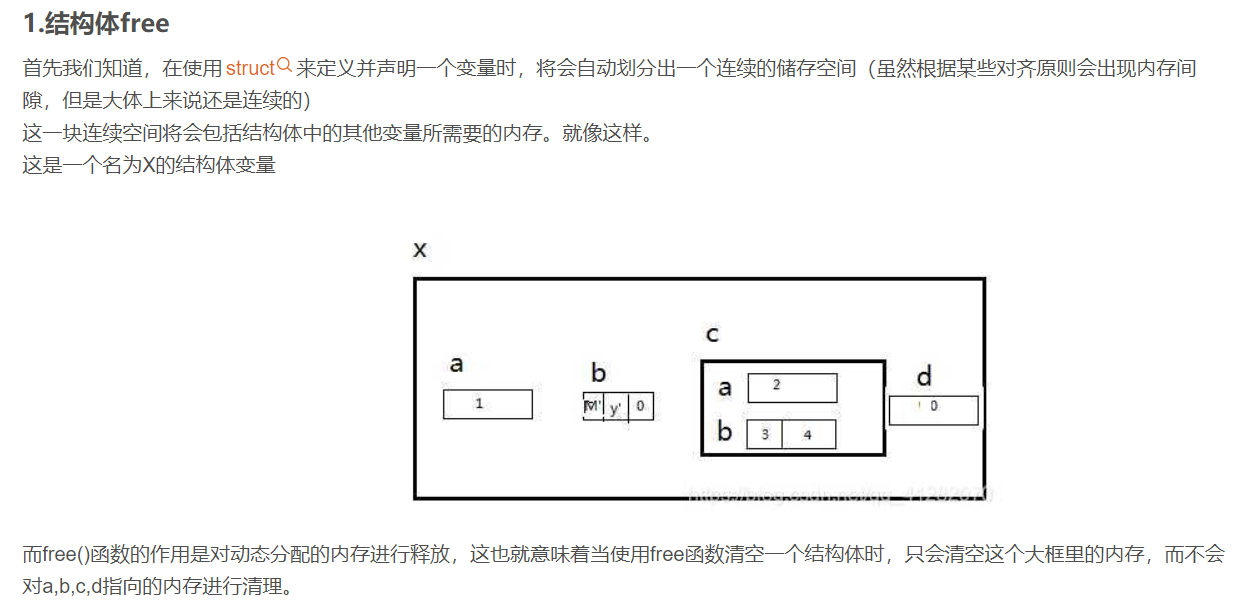 1.结构体free
首先我们知道，在使用struct来定义并声明一个变量时，将会自动划分出一个连续的储存空间（虽然根据某些对齐原则会出现内存间
隙，但是大体上来说还是连续的）
这一块连续空间将会包括结构体中的其他变量所需要的内存。就像这样。
这是一个名为X的结构体变量
x
c
a
b
d
1
M' y' 0
a 2
0
b 3 4
而free()函数的作用是对动态分配的内存进行释放，这也就意味着当使用free函数清空一个结构体时，只会清空这个大框里的内存，而不会
对a,b,c,d指向的内存进行清理。